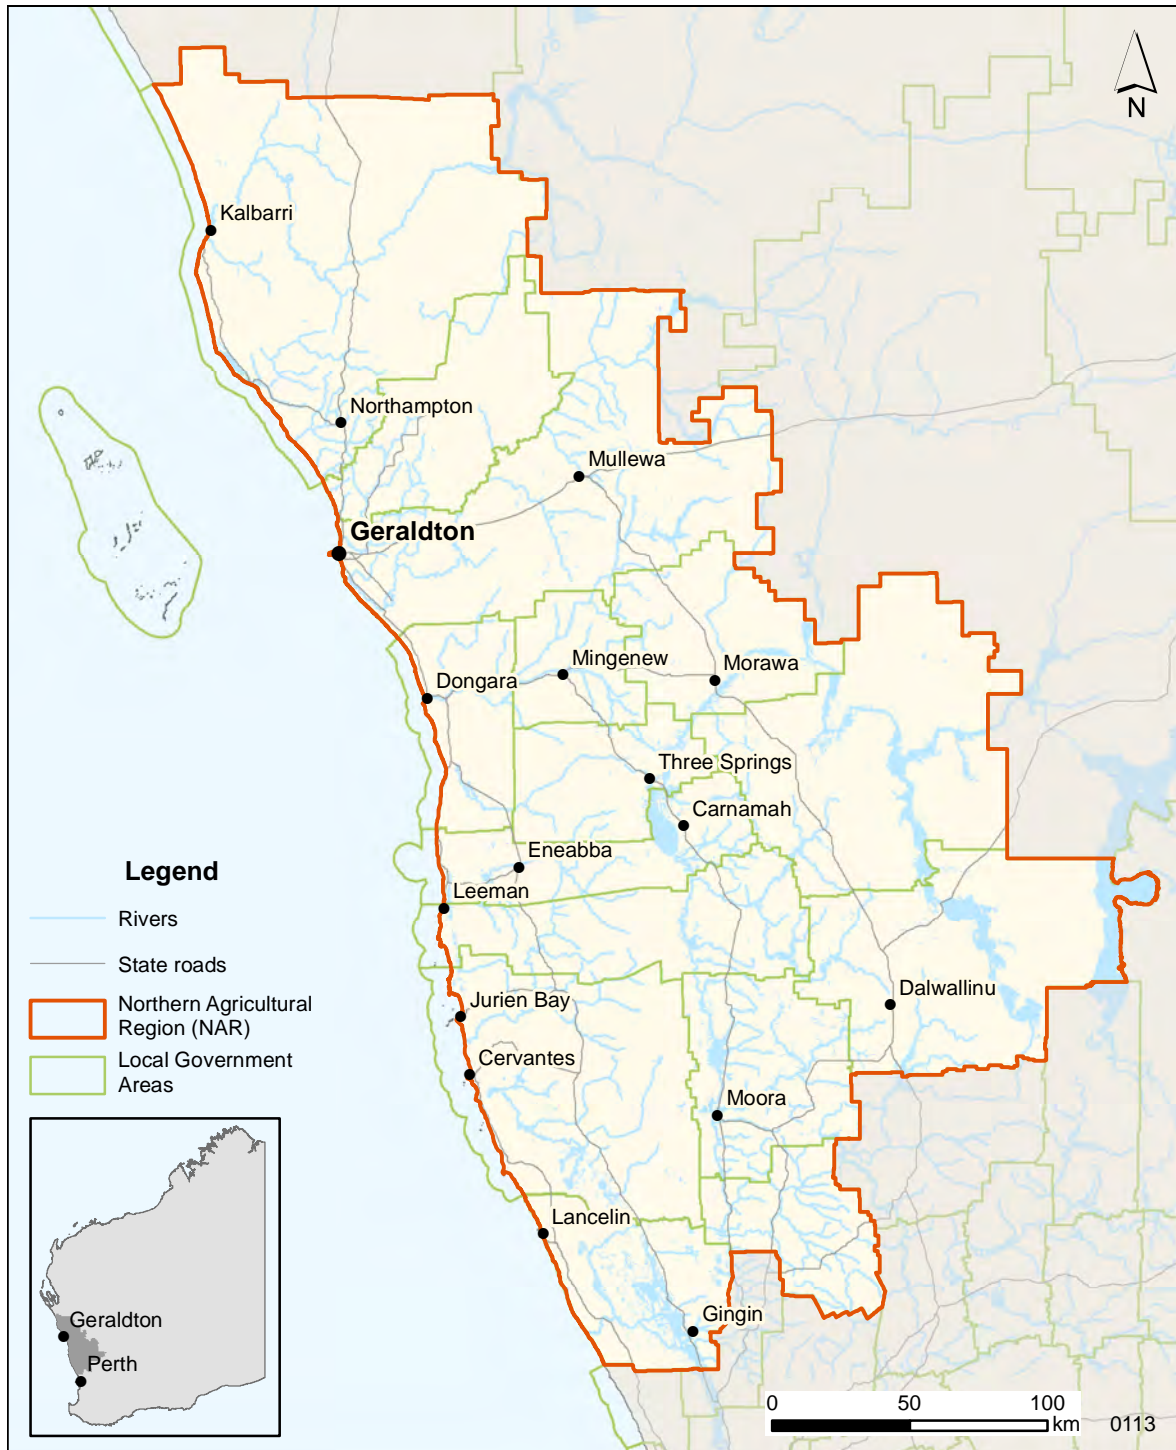 N
Kalbarri
Northampton
Mullewa
Geraldton
Mingenew
Morawa
Dongara
Three Springs
Carnamah
Eneabba
Leeman
Dalwallinu
Jurien Bay
Cervantes
Moora
Lancelin
Gingin
Legend
Rivers
State roads
Northern Agricultural
Region (NAR)
Local Government
Areas
Geraldton
Perth
0 50 100
km
0113